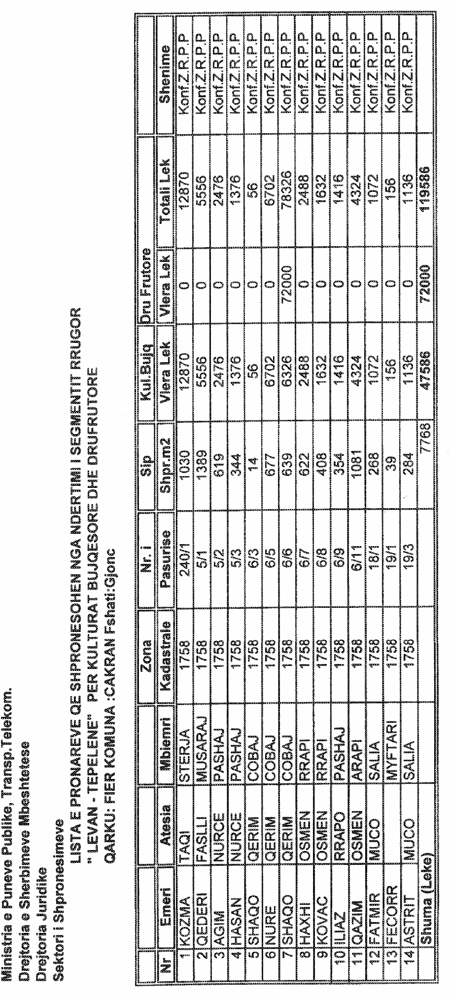 Ministria e Puneve Publike, Transp.Telekom.
Drejtoria e Sherbimeve Mbeshtetese
Drejtoria Juridike
Sektori i Shpronesimeve
LISTA E PRONAREVE QE SHPRONESOHEN NGA NDERTIMI I SEGMENTIT RRUGOR
" LEVAN - TEPELENE" PER KULTURAT BUJQESORE DHE DRUFRUTORE
QARKU: FIER KOMUNA :CAKRAN Fshati:Gjonc
Zona Nr. i Sip Kul.Bujq Dru Frutore
Nr Emeri Atesia Mbiemri Kadastrale Pasurise Shpr.m2 Vlera Lek Vlera Lek Totali Lek Shenime
1 KOZMA TAQI STERJA 1758 240/1 1030 12870 0 12870 Konf.Z.R.P.P
2 QEDERI FASLLI MUSARAJ 1758 5/1 1389 5556 0 5556 Konf.Z.R.P.P
3 AGIM NURCE PASHAJ 1758 5/2 619 2476 0 2476 Konf.Z.R.P.P
4 HASAN NURCE PASHAJ 1758 5/3 344 1376 0 1376 Konf.Z.R.P.P
5 SHAQO QERIM COBAJ 1758 6/3 14 56 0 56 Konf.Z.R.P.P
6 NURE QERIM COBAJ 1758 6/5 677 6702 0 6702 Konf.Z.R.P.P
7 SHAQO QERIM COBAJ 1758 6/6 639 6326 72000 78326 Konf.Z.R.P.P
8 HAXHI OSMEN RRAPI 1758 6/7 622 2488 0 2488 Konf.Z.R.P.P
9 KOVAC OSMEN RRAPI 1758 6/8 408 1632 0 1632 Konf.Z.R.P.P
10 ILIAZ RRAPO PASHAJ 1758 6/9 354 1416 0 1416 Konf.Z.R.P.P
11 QAZIM OSMEN ARAPI 1758 6/11 1081 4324 0 4324 Konf.Z.R.P.P
12 FATMIR MUCO SALIA 1758 18/1 268 1072 0 1072 Konf.Z.R.P.P
13 FECORR MYFTARI 1758 19/1 39 156 0 156 Konf.Z.R.P.P
14 ASTRIT MUCO SALIA 1758 19/3 284 1136 0 1136 Konf.Z.R.P.P
Shuma (Leke) 7768 47586 72000 119586